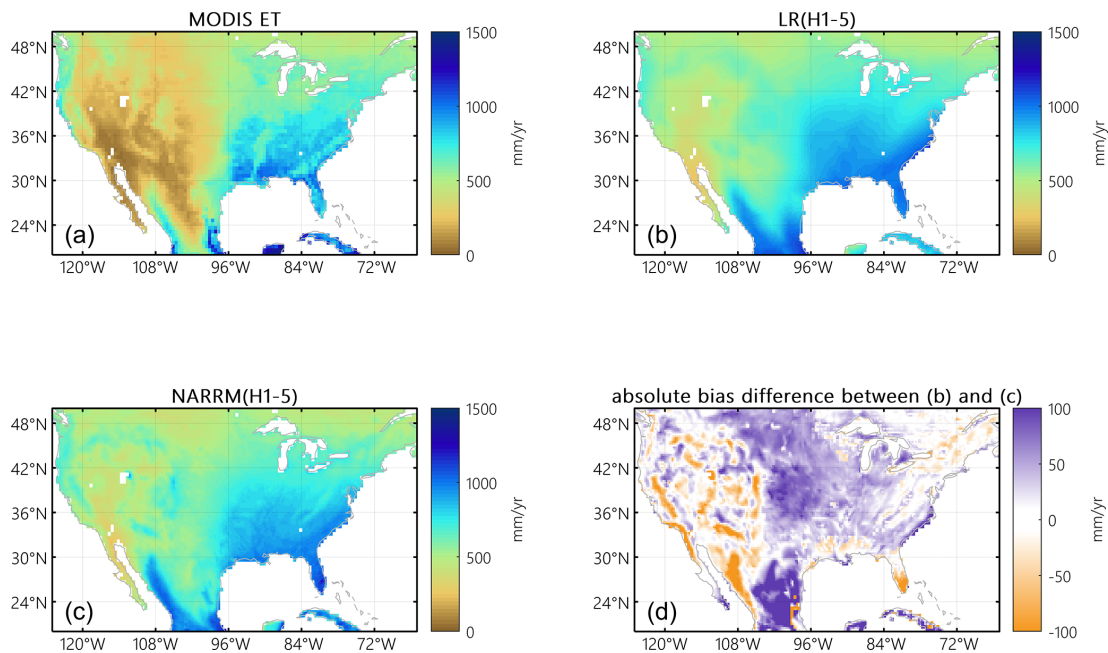 MODIS ET
48°N
42°N
36°N
30°N
24°N
(a)
120°W 108°W 96°W 84°W 72°W
1500
1000
500
0
mm/yr
LR(H1-5)
48°N
42°N
36°N
30°N
24°N
(b)
120°W 108°W 96°W 84°W 72°W
1500
1000
500
0
mm/yr
NARRM(H1-5)
48°N
42°N
36°N
30°N
24°N
(c)
120°W 108°W 96°W 84°W 72°W
1500
1000
500
0
mm/yr
absolute bias difference between (b) and (c)
48°N
42°N
36°N
30°N
24°N
(d)
120°W 108°W 96°W 84°W 72°W
100
50
0
-50
-100
mm/yr